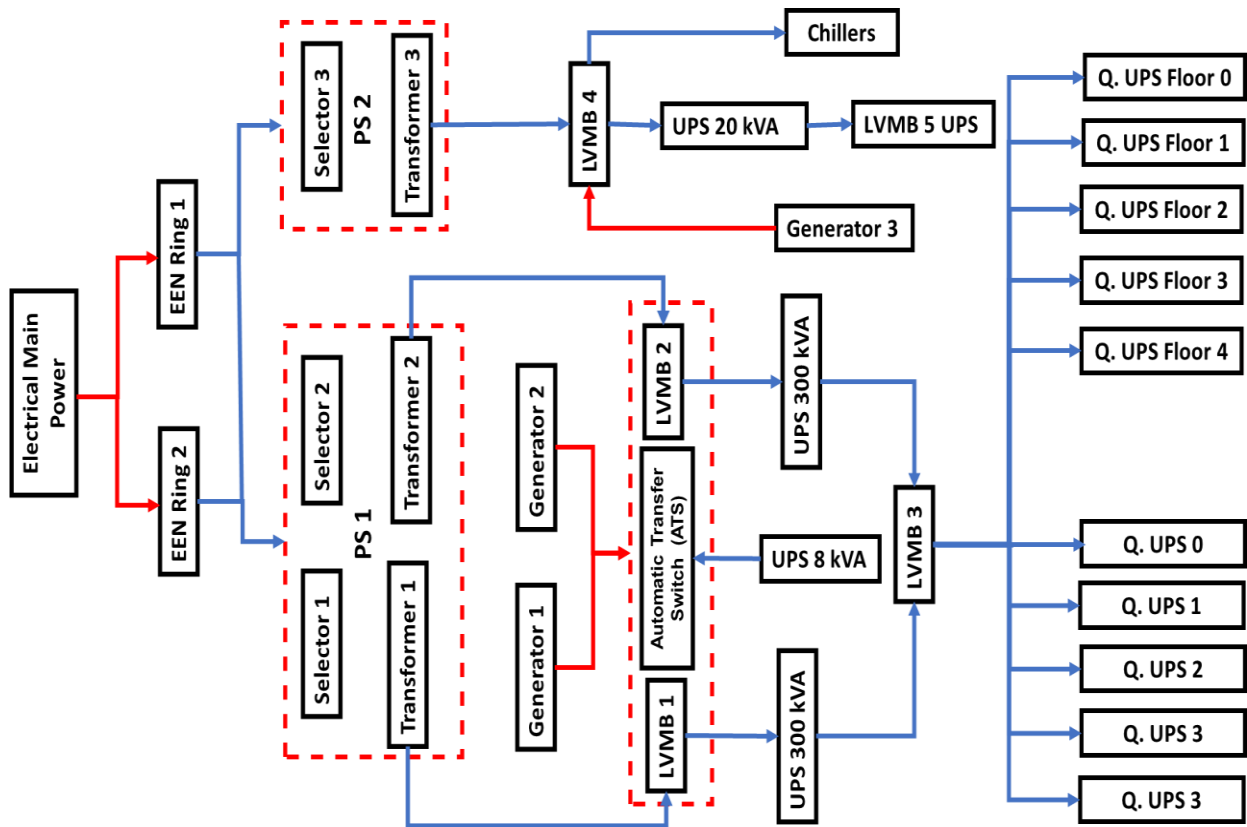 Chillers
Selector 3
PS 2
Transformer 3
LVMB 4
UPS 20 kVA
LVMB 5 UPS
Generator 3
Electrical Main
Power
EEN Ring 1
EEN Ring 2
Selector 2
Selector 1
PS 1
Transformer 2
Transformer 1
Generator 2
Generator 1
LVMB 2
Automatic Transfer
Switch (ATS)
LVMB 1
UPS 300 kVA
UPS 8 kVA
UPS 300 kVA
LVMB 3
Q. UPS Floor 0
Q. UPS Floor 1
Q. UPS Floor 2
Q. UPS Floor 3
Q. UPS Floor 4
Q. UPS 0
Q. UPS 1
Q. UPS 2
Q. UPS 3
Q. UPS 3